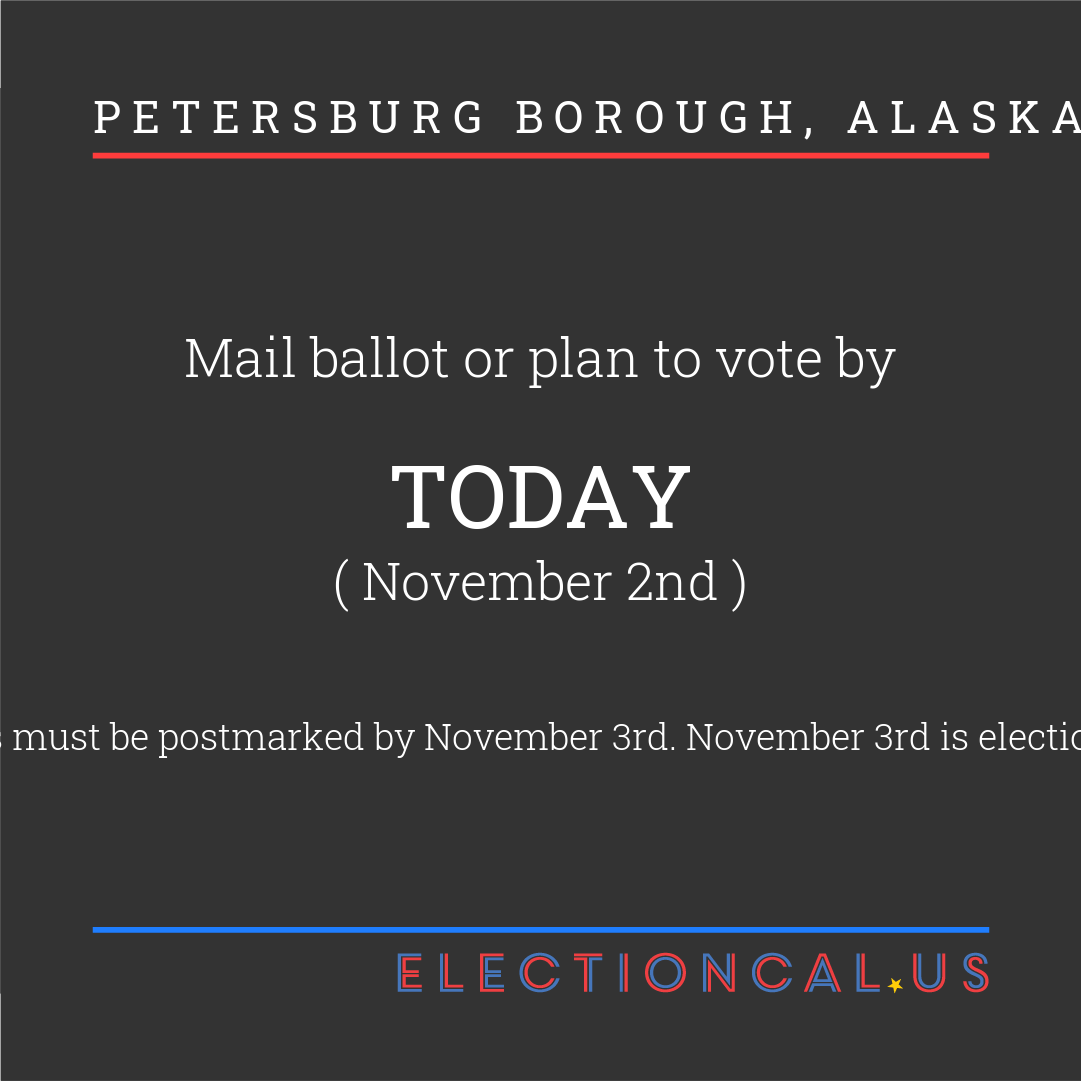 PETERSBURG BOROUGH, ALASKA
Mail ballot or plan to vote by
TODAY
( November 2nd )
must be postmarked by November 3rd. November 3rd is
ELECTIONCAL.US